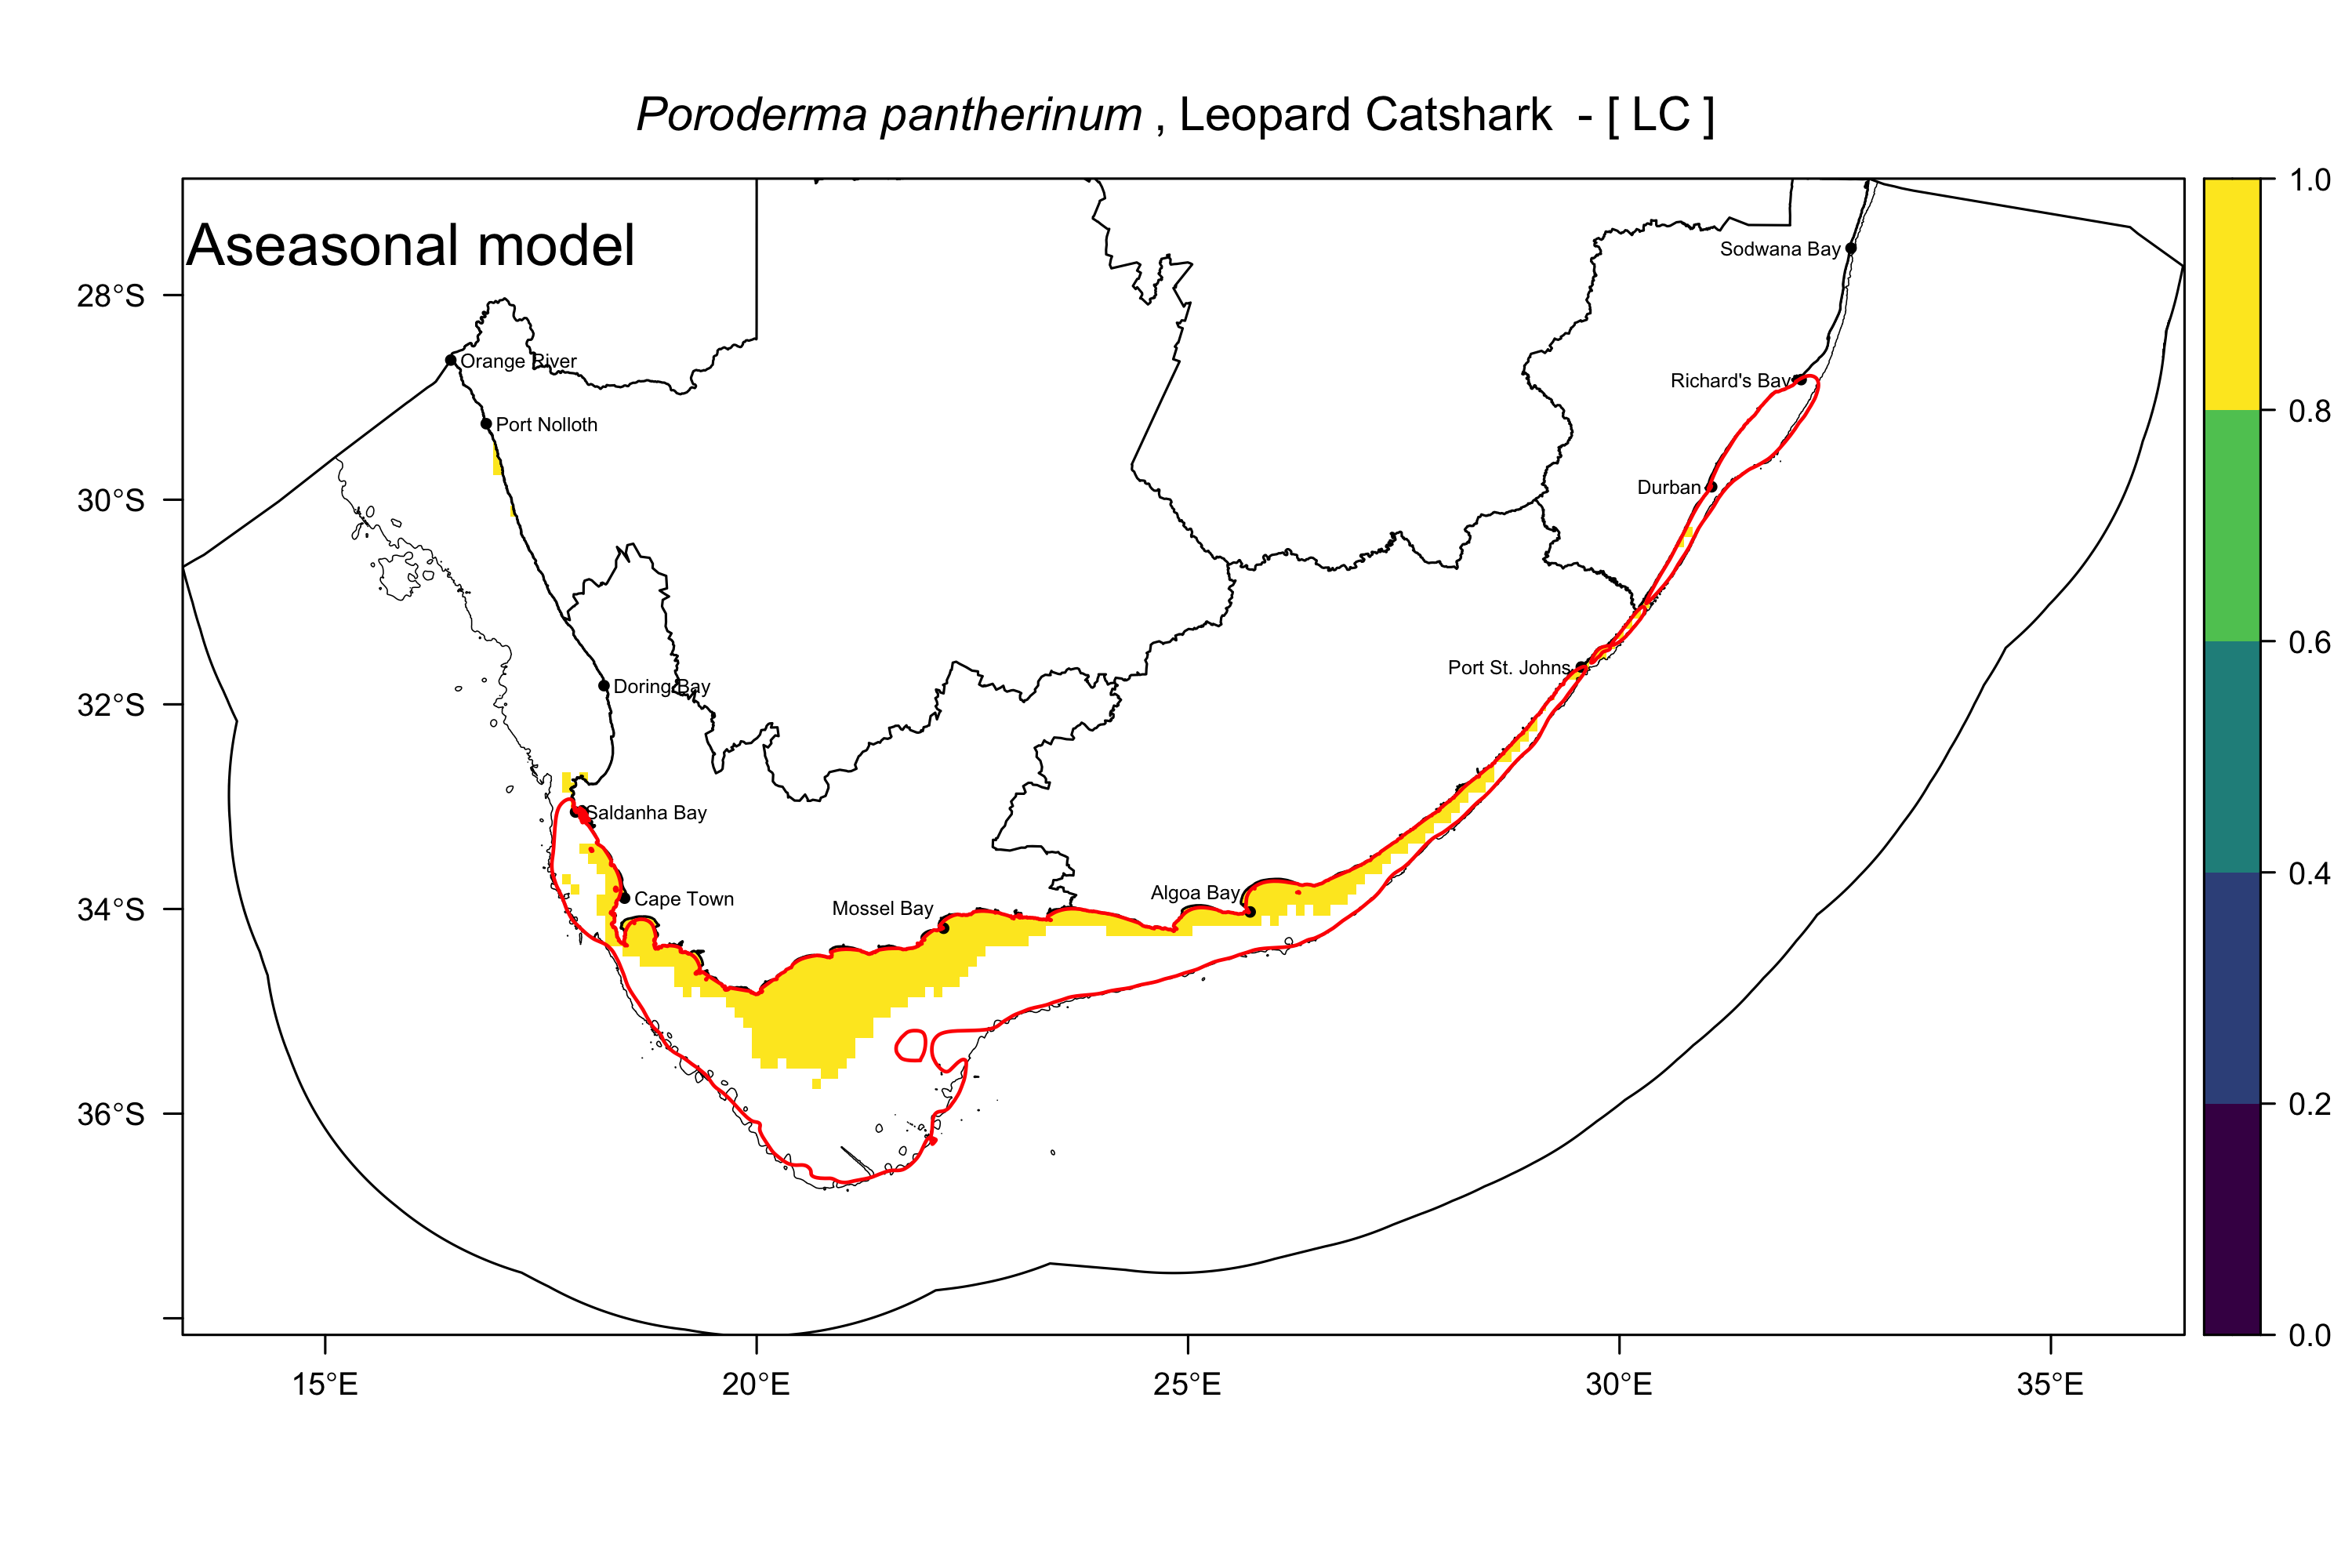 Poroderma pantherinum , Leopard Catshark - [ LC ]
Aseasonal model
Sodwana Bay
Orange River
Richard's Bay
Port Nolloth
Durban
Port St. Johns
Doring Bay
Saldanha Bay
Cape Town
Mossel Bay
Algoa Bay
28°S
30°S
32°S
34°S
36°S
15°E
20°E
25°E
30°E
35°E
1.0
0.8
0.6
0.4
0.2
0.0